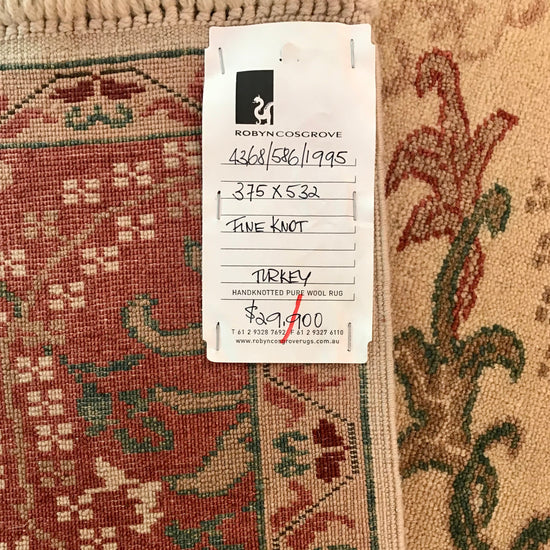 ROBYNCOSGROVE
4368/586/1995
375 X 532
FINE KNOT
TURKEY
HANDKNOTTED PURE WOOL RUG
$29,900
T 61 2 9328 7692 F 61 2 9327 6110
www.robyncosgroverugs.com.au